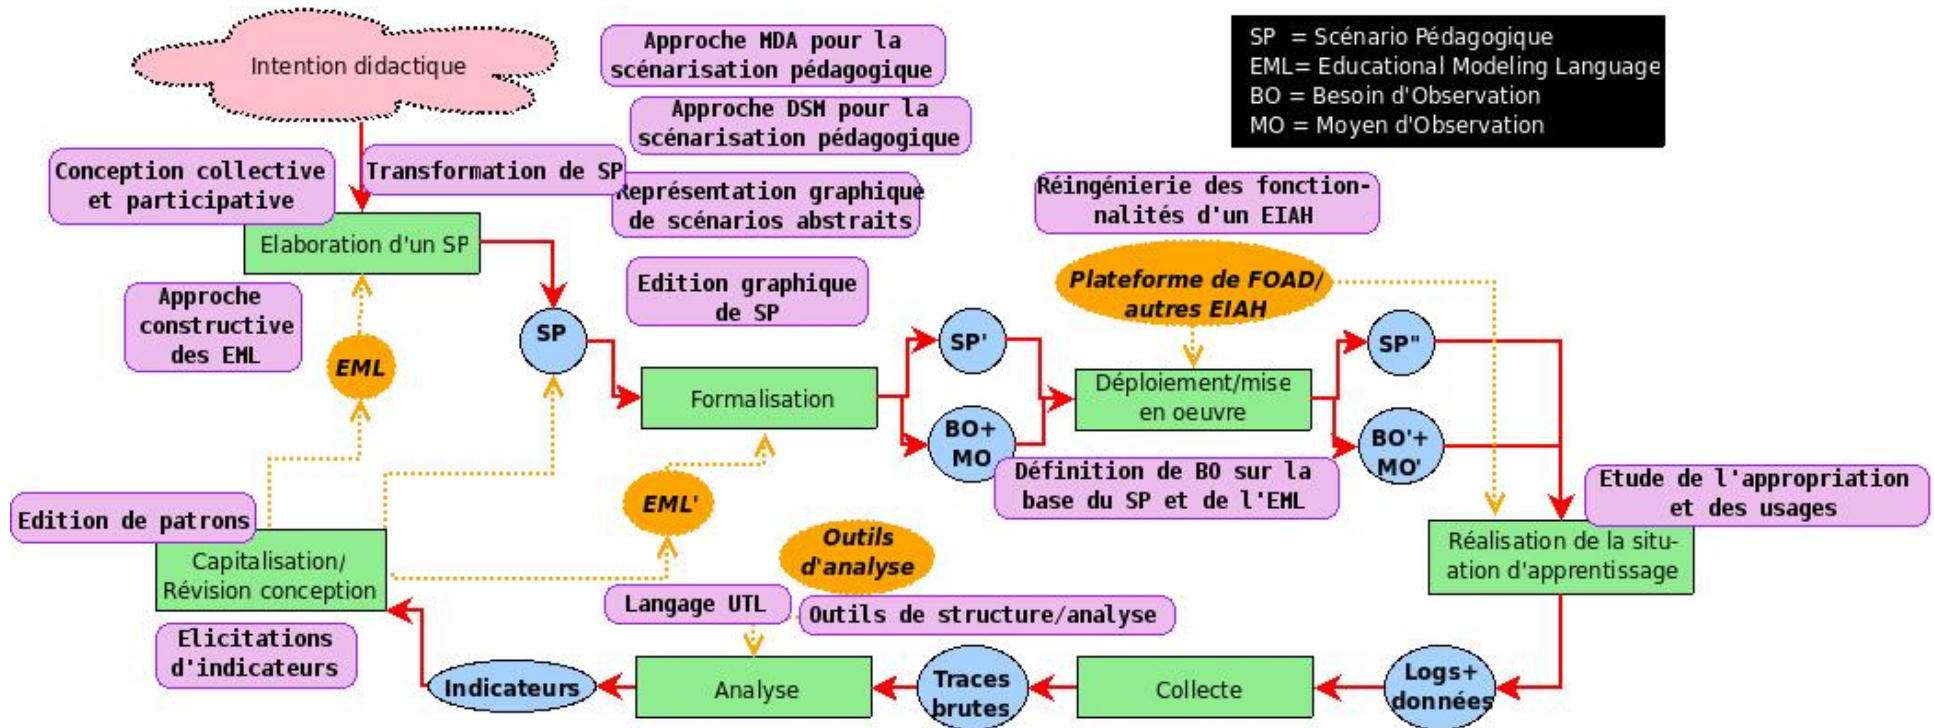 Intention didactique
Approche MDA pour la
scénarisation pédagogique
SP = Scénario Pédagogique
EML= Educational Modeling Language
BO = Besoin d'Observation
MO = Moyen d'Observation
Approche DSM pour la
scénarisation pédagogique
Conception collective
et participative
Transformation de SP
Représentation graphique
de scénarios abstraits
Réingénierie des fonction-
nalités d'un EIAH
Elaboration d'un SP
Edition graphique
de SP
Plateforme de FOAD/
autres EIAH
Approche
constructive
des EML
SP
EML
SP'
SP"
Formalisation
Déploiement/mise
en oeuvre
BO+
MO
BO'+
MO'
Définition de BO sur la
base du SP et de l'EML
Etude de l'appropriation
et des usages
EML'
Edition de patrons
Outils
d'analyse
Capitalisation/
Révision conception
Réalisation de la situ-
ation d'apprentissage
Langage UTL
Outils de structure/analyse
Elicitations
d'indicateurs
Indicateurs
Analyse
Traces
brutes
Collecte
Logs+
données